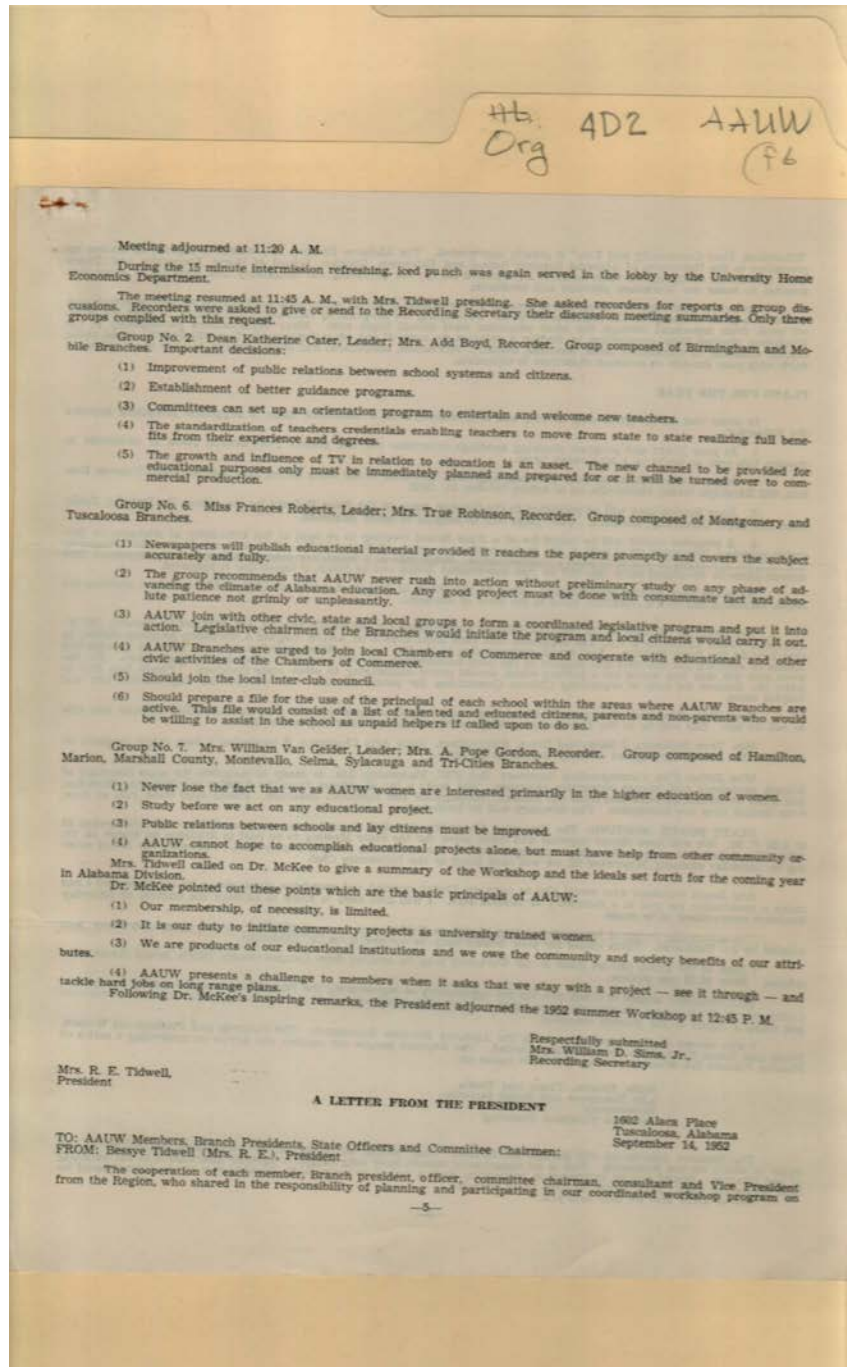 Hb. 4D2 AAUW
Org (f6
Meeting adjourned at 11:20 A. M.
During the 15 minute intermission refreshing, iced punch was again served in the lobby by the University Home
Economics Department.
The meeting resumed at 11:45 A. M., with Mrs. Tidwell presiding. She asked recorders for reports on group dis-
cussions. Recorders were asked to give or send to the Recording Secretary their discussion meeting summaries. Only three
groups complied with this request.
Group No. 2. Dean Katherine Cater, Leader; Mrs. Add Boyd, Recorder. Group composed of Birmingham and Mo-
bile Branches. Important decisions:
(1) Improvement of public relations between school systems and citizens.
(2) Establishment of better guidance programs.
(3) Committees can set up an orientation program to entertain and welcome new teachers.
(4) The standardization of teachers credentials enabling teachers to move from state to state realizing full bene-
fits from their experience and degrees.
(5) The growth and influence of TV in relation to education is an asset. The new channel to be provided for
educational purposes only must be immediately planned and prepared for or it will be turned over to com-
mercial production.
Group No. 6. Miss Frances Roberts, Leader; Mrs. True Robinson, Recorder. Group composed of Montgomery and
Tuscaloosa Branches.
(1) Newspapers will publish educational material provided it reaches the papers promptly and covers the subject
accurately and fully.
(2) The group recommends that AAUW never rush into action without preliminary study on any phase of ad-
vancing the climate of Alabama education. Any good project must be done with consummate tact and abso-
lute patience not grimly or unpleasantly.
(3) AAUW join with other civic, state and local groups to form a coordinated legislative program and put it into
action. Legislative chairmen of the Branches would initiate the program and local citizens would carry it out.
(4) AAUW Branches are urged to join local Chambers of Commerce and cooperate with educational and other
civic activities of the Chambers of Commerce.
(5) Should join the local inter-club council.
(6) Should prepare a file for the use of the principal of each school within the areas where AAUW Branches are
active. This file would consist of a list of talented and educated citizens, parents and non-parents who would
be willing to assist in the school as unpaid helpers if called upon to do so.
Group No. 7. Mrs. William Van Gelder, Leader; Mrs. A. Pope Gordon, Recorder. Group composed of Hamilton,
Marion, Marshall County, Montevallo, Selma, Sylacauga and Tri-Cities Branches.
(1) Never lose the fact that we as AAUW women are interested primarily in the higher education of women.
(2) Study before we act on any educational project.
(3) Public relations between schools and lay citizens must be improved.
(4) AAUW cannot hope to accomplish educational projects alone, but must have help from other community or-
ganizations.
Mrs. Tidwell called on Dr. McKee to give a summary of the Workshop and the ideals set forth for the coming year
in Alabama Division.
Dr. McKee pointed out these points which are the basic principals of AAUW:
(1) Our membership, of necessity, is limited.
(2) It is our duty to initiate community projects as university trained women.
(3) We are products of our educational institutions and we owe the community and society benefits of our attri-
butes.
(4) AAUW presents a challenge to members when it asks that we stay with a project — see it through — and
tackle hard jobs on long range plans.
Following Dr. McKee's inspiring remarks, the President adjourned the 1952 summer Workshop at 12:45 P. M.
Respectfully submitted
Mrs. William D. Sims, Jr.,
Recording Secretary
Mrs. R. E. Tidwell,
President
A LETTER FROM THE PRESIDENT
1602 Alaca Place
Tuscaloosa, Alabama
September 14, 1952
TO: AAUW Members, Branch Presidents, State Officers and Committee Chairmen:
FROM: Bessye Tidwell (Mrs. R. E.), President
The cooperation of each member, Branch president, officer, committee chairman, consultant and Vice President
from the Region, who shared in the responsibility of planning and participating in our coordinated workshop program on
—5—